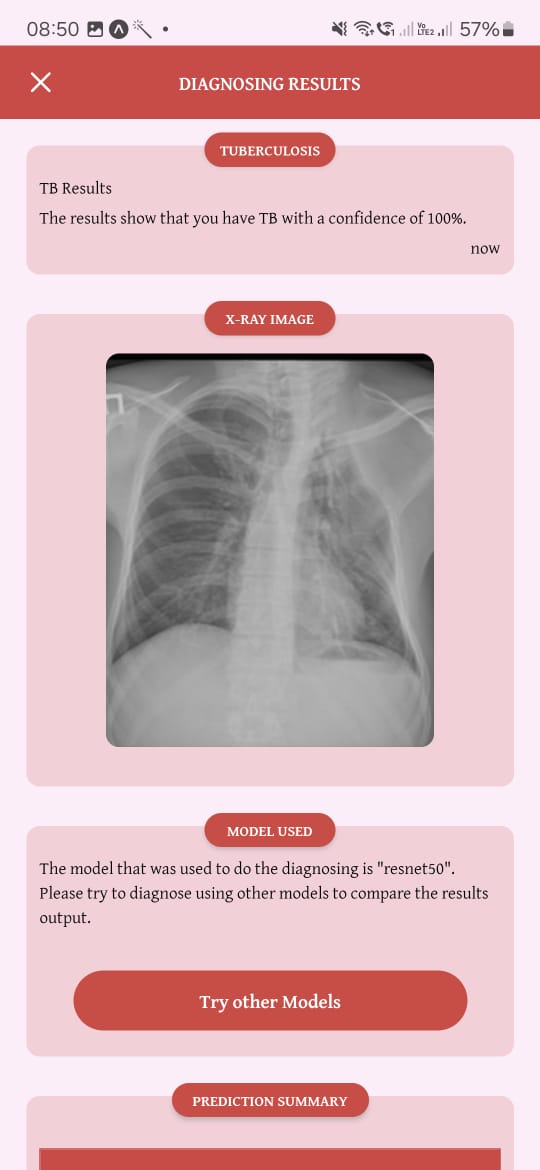 08:50
Vo
LTE2
57%
DIAGNOSING RESULTS
TUBERCULOSIS
TB Results
The results show that you have TB with a confidence of 100%.
now
X-RAY IMAGE
MODEL USED
The model that was used to do the diagnosing is "resnet50".
Please try to diagnose using other models to compare the results
output.
Try other Models
PREDICTION SUMMARY